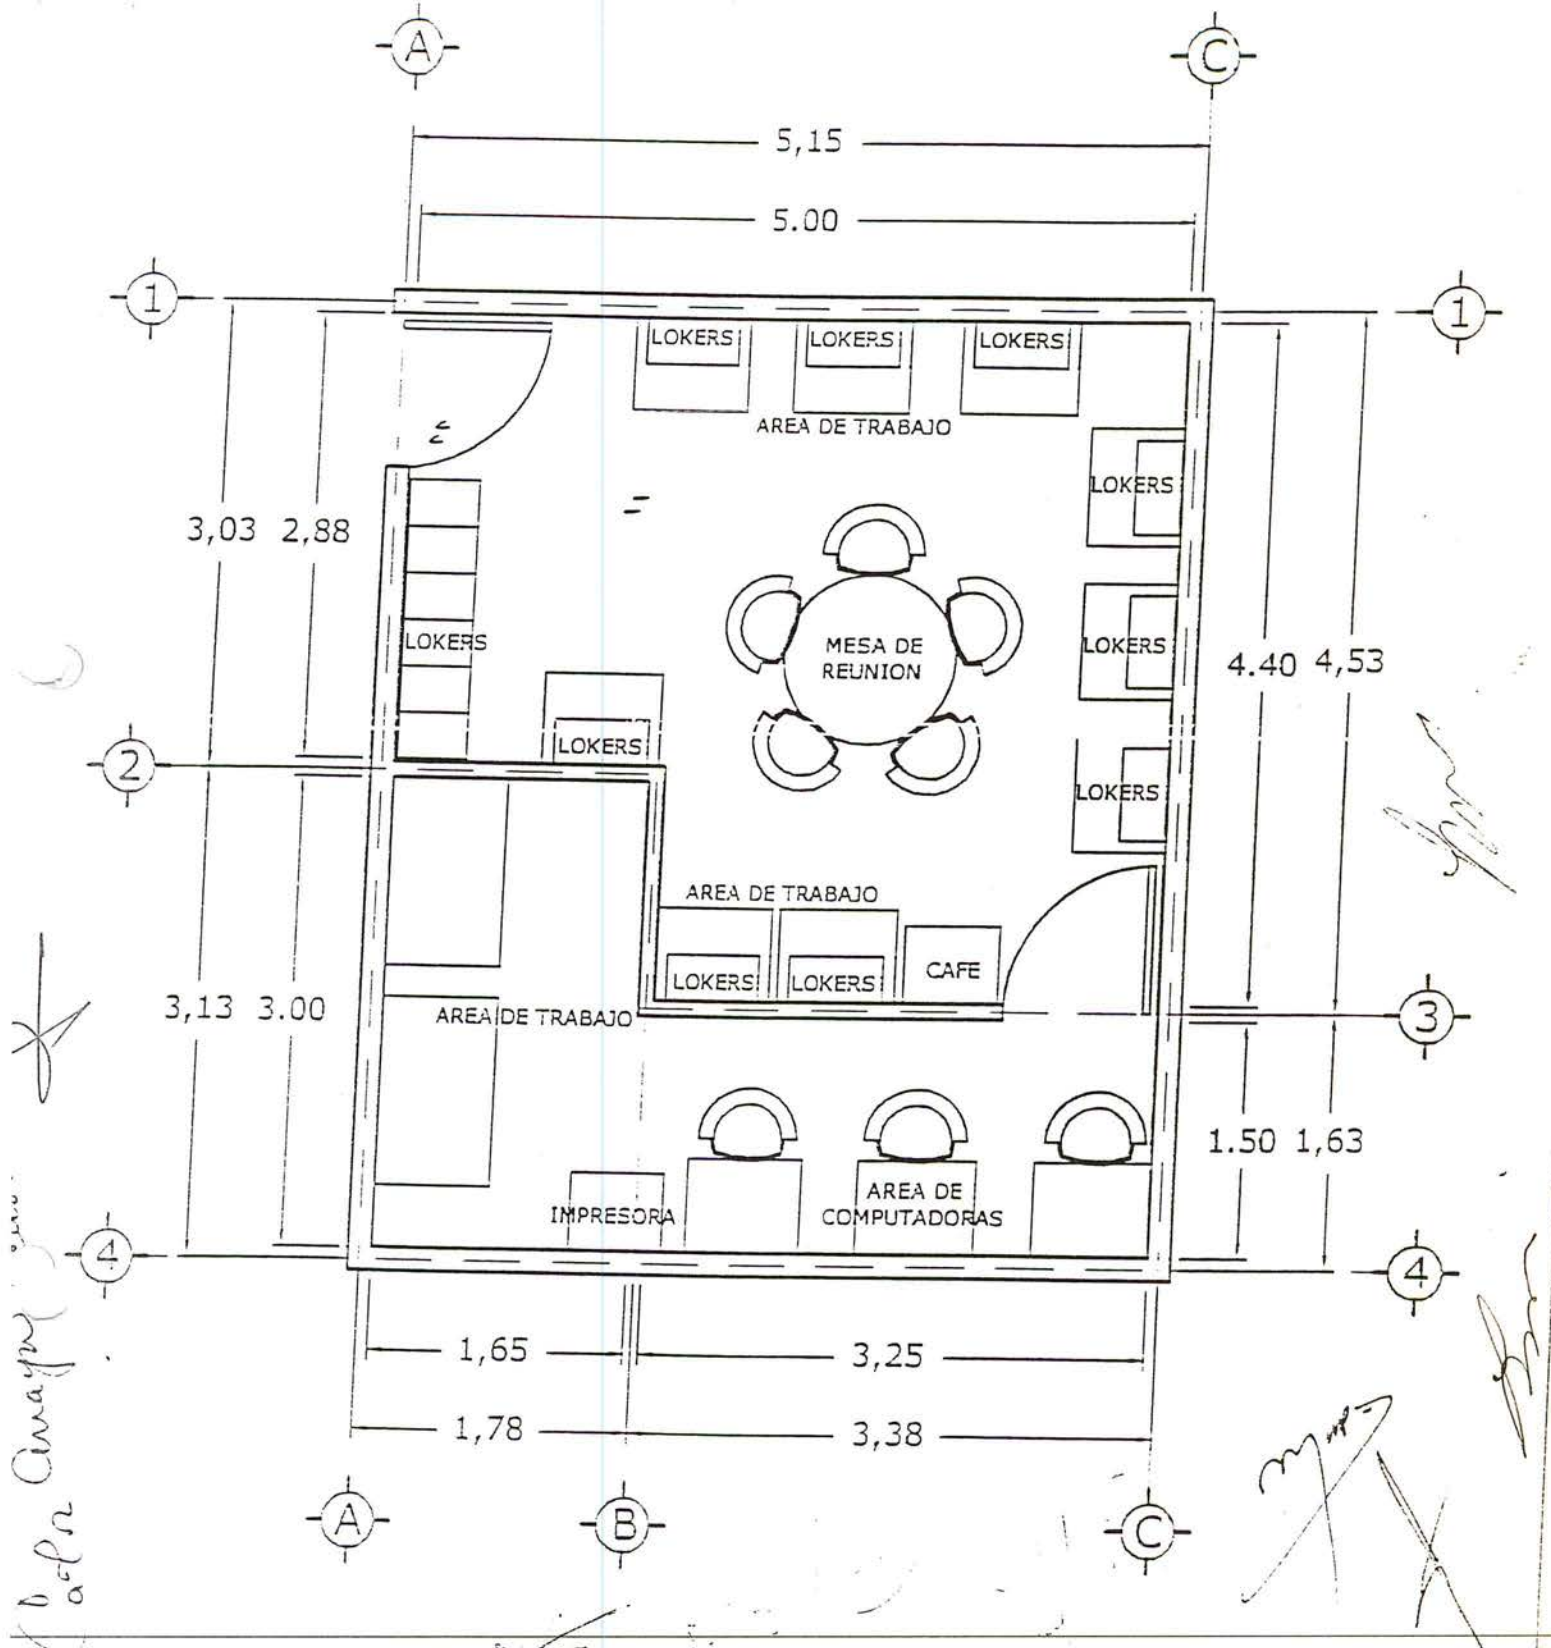 A
C
5,15
5.00
1
1
LOKERS
LOKERS
LOKERS
AREA DE TRABAJO
LOKERS
3,03 2,88
LOKERS
MESA DE
REUNION
LOKERS
4.40 4,53
2
LOKERS
LOKERS
AREA DE TRABAJO
LOKERS
LOKERS
CAFE
3,13 3.00
AREA DE TRABAJO
3
1.50 1,63
IMPRESORA
AREA DE
COMPUTADORAS
4
4
1,65
3,25
1,78
3,38
A
B
C